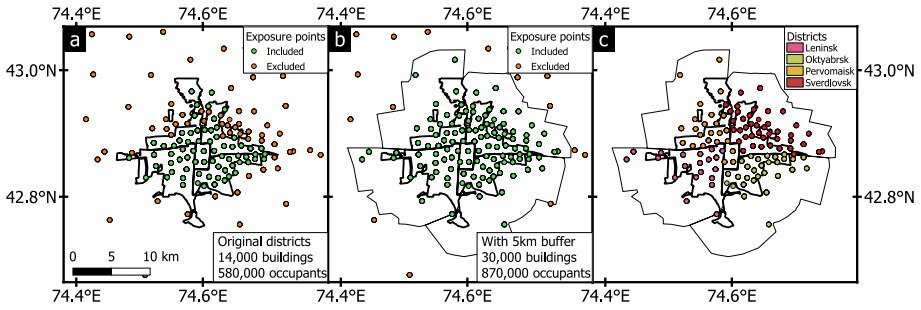 74.4°E 74.6°E 74.4°E 74.6°E 74.4°E 74.6°E
43.0°N
42.8°N
a
Exposure points
Included
Excluded
Original districts
14,000 buildings
580,000 occupants
0 5 10 km
b
Exposure points
Included
Excluded
With 5km buffer
30,000 buildings
870,000 occupants
c
Districts
Leninsk
Oktyabrsk
Pervomaisk
Sverdlovsk
43.0°N
42.8°N
74.4°E 74.6°E 74.4°E 74.6°E 74.4°E 74.6°E